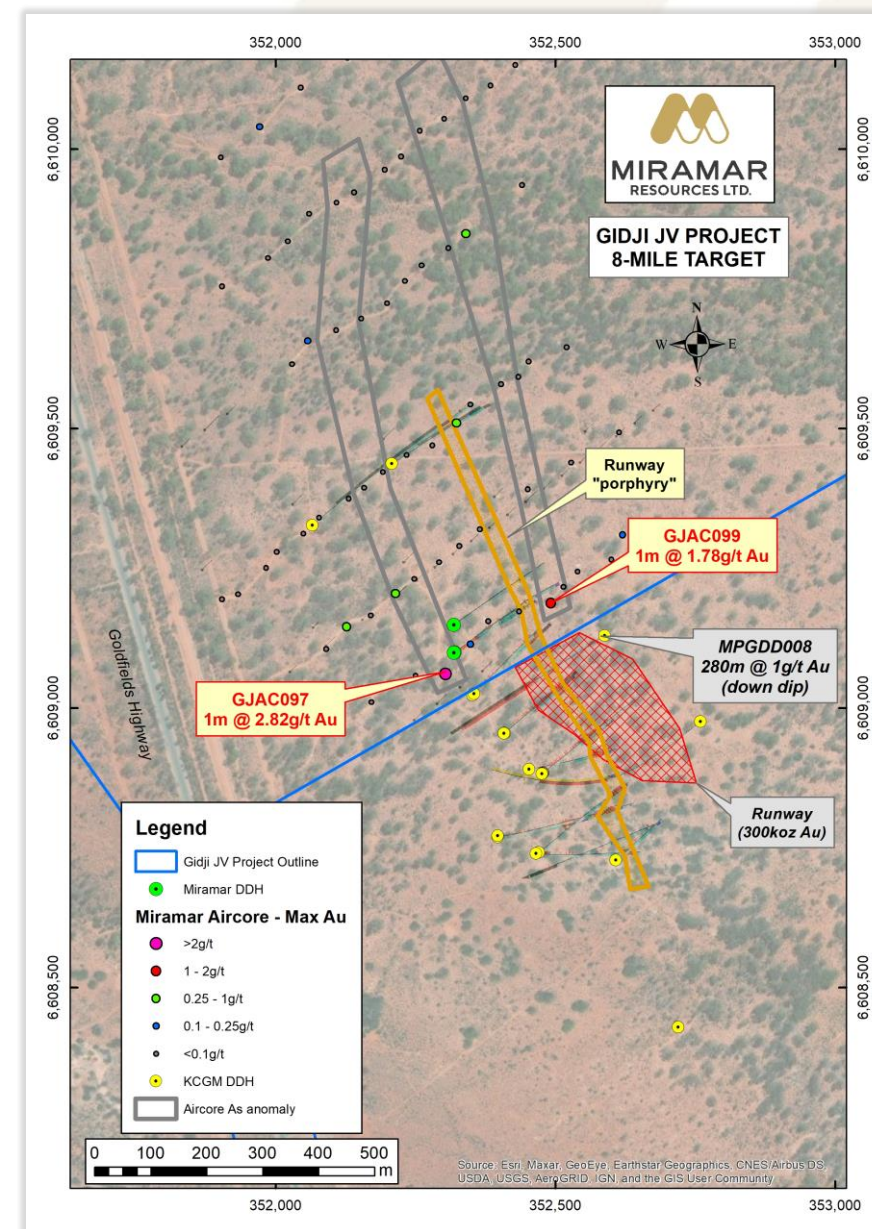 352,000
352,500
353,000
6,610,000
6,610,000
MIRAMAR
RESOURCES LTD.
GIDJI JV PROJECT
8-MILE TARGET
N
W
E
S
6,609,500
6,609,500
Runway
"porphyry"
GJAC099
1m @ 1.78g/t Au
MPGDD008
280m @ 1g/t Au
(down dip)
Goldfields Highway
GJAC097
1m @ 2.82g/t Au
6,609,000
6,609,000
Runway
(300koz Au)
Legend
Gidji JV Project Outline
Miramar DDH
Miramar Aircore - Max Au
>2g/t
1 - 2g/t
0.25 - 1g/t
0.1 - 0.25g/t
<0.1g/t
KCGM DDH
Aircore As anomaly
6,608,500
6,608,500
0 100 200 300 400 500
m
Source: Esri, Maxar, GeoEye, Earthstar Geographics, CNES/Airbus DS,
USDA, USGS, AeroGRID, IGN, and the GIS User Community
352,000
352,500
353,000